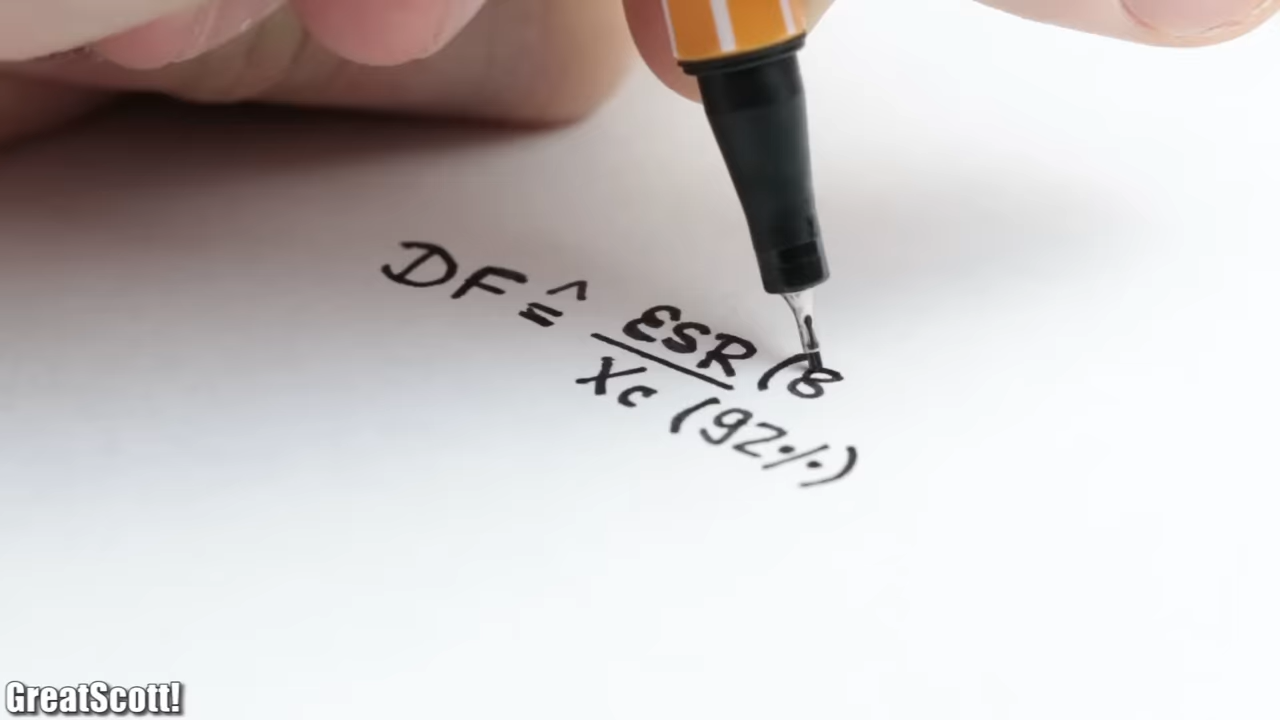 DF ≙ ESR (8
Xc (92%)
GreatScott!